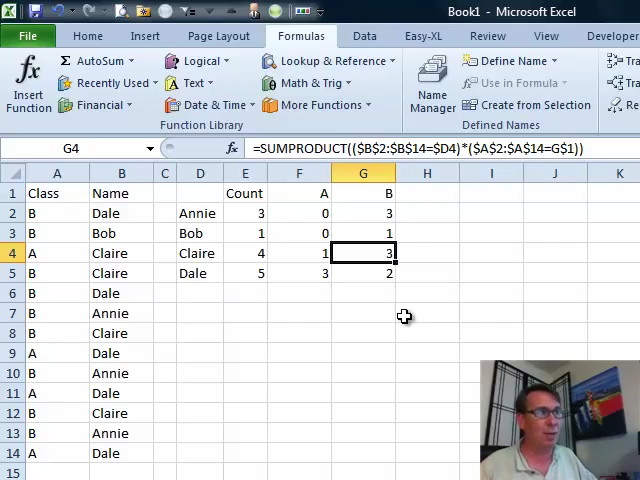 Book1 - Microsoft Excel
File Home Insert Page Layout Formulas Data Easy-XL Review Developer
fx Insert Function
Σ AutoSum
Recently Used
Financial
Logical
Text
Date & Time
Lookup & Reference
Math & Trig
More Functions
Function Library
Name Manager
Define Name
Use in Formula
Create from Selection
Defined Names
Tra
Tra
G4 fx =SUMPRODUCT(($B$2:$B$14=$D4)*($A$2:$A$14=G$1))
A B C D E F G H I J K
1 Class Name Count A B
2 B Dale Annie 3 0 3
3 B Bob Bob 1 0 1
4 A Claire Claire 4 1 3
5 B Claire Dale 5 3 2
6 B Dale
7 B Annie
8 B Claire
9 A Dale
10 B Annie
11 A Dale
12 B Claire
13 B Annie
14 A Dale
15